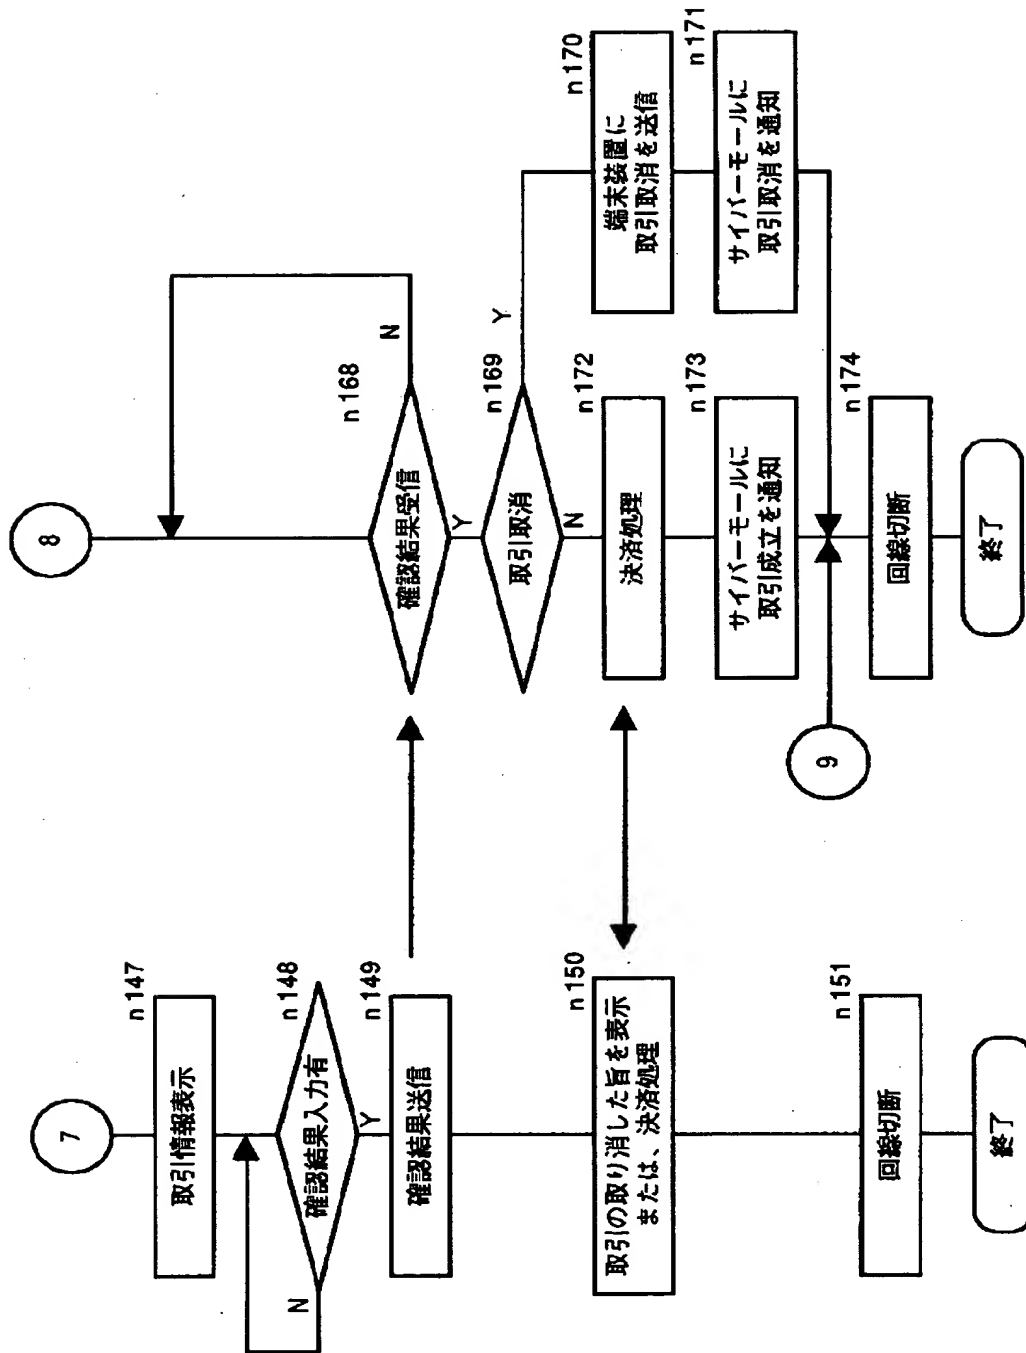 7
n147
取引情報表示
n148
確認結果入力有
N
Y
n149
確認結果送信
n150
取引の取り消した旨を表示
または、決済処理
n151
回線切断
終了
8
n168
確認結果受信
N
Y
n169
取引取消
Y
N
n170
端末装置に
取引取消を送信
n171
サイバーモールに
取引取消を通知
n172
決済処理
n173
サイバーモールに
取引成立を通知
9
n174
回線切断
終了